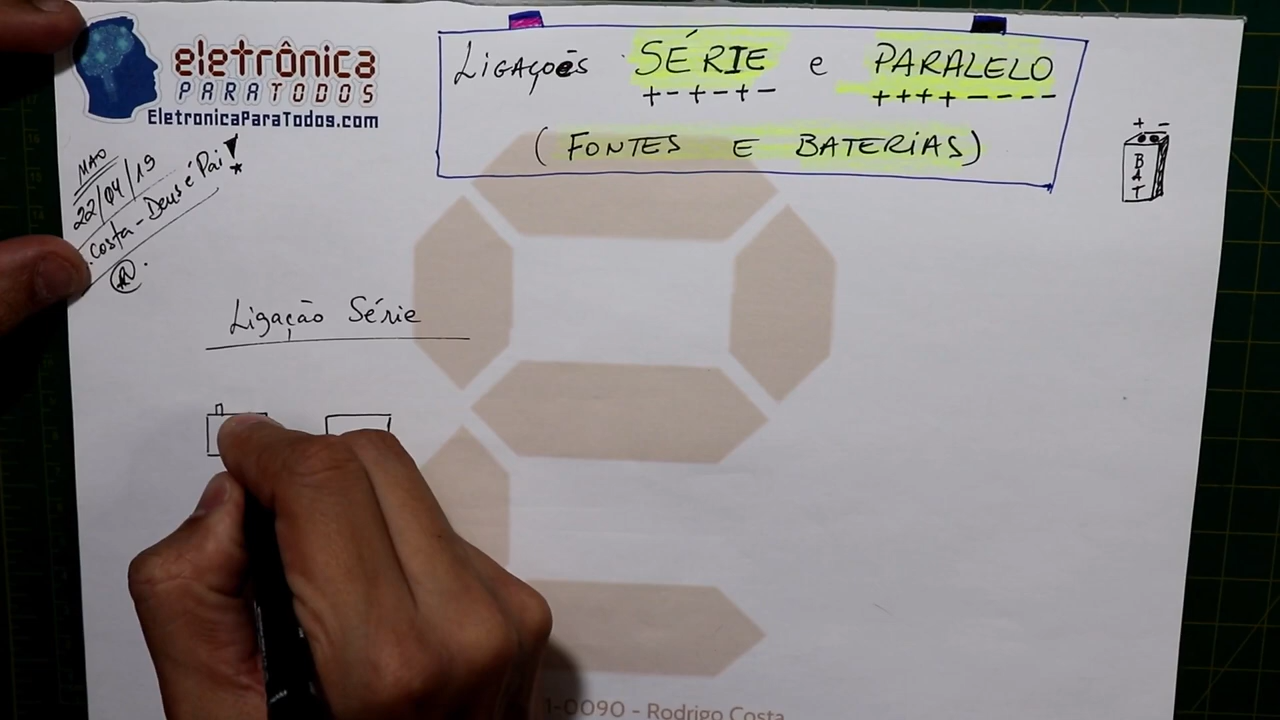 eletrônica
PARATODOS
EletronicaParaTodos.com
Ligações SÉRIE e PARALELO
+-+-+- ++++----
(FONTES E BATERIAS)
+ -
BAT
22/04/19
Costa - Deus é Pai!
Ligação Série
1-0090 - Rodrigo Costa